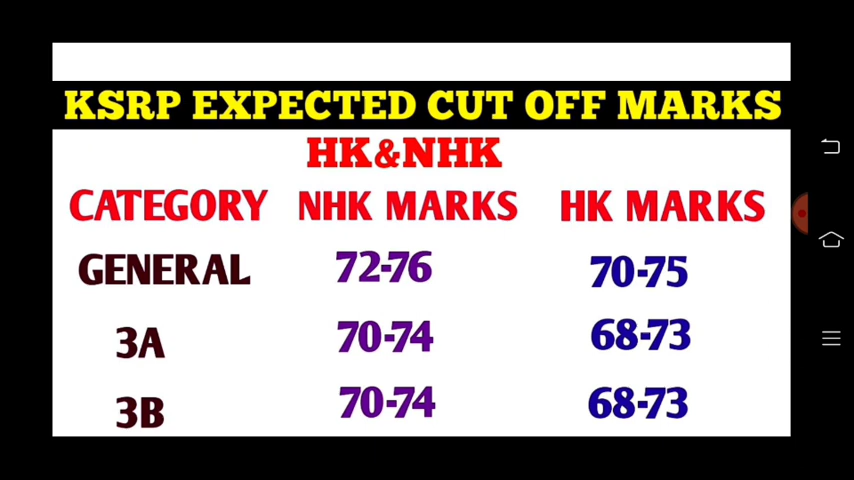 KSRP EXPECTED CUT OFF MARKS
HK&NHK
CATEGORY NHK MARKS HK MARKS
GENERAL 72-76 70-75
3A 70-74 68-73
3B 70-74 68-73